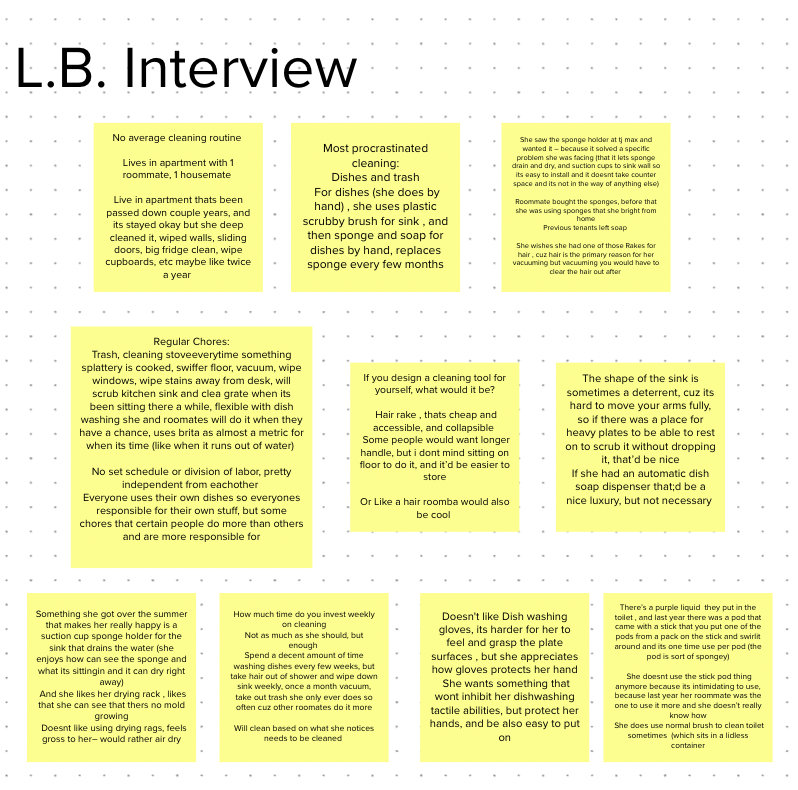 L.B. Interview
No average cleaning routine
Lives in apartment with 1
roommate, 1 housemate
Live in apartment thats been
passed down couple years, and
its stayed okay but she deep
cleaned it, wiped walls, sliding
doors, big fridge clean, wipe
cupboards, etc maybe like twice
a year
Most procrastinated
cleaning:
Dishes and trash
For dishes (she does by
hand) , she uses plastic
scrubby brush for sink , and
then sponge and soap for
dishes by hand, replaces
sponge every few months
She saw the sponge holder at tj max and
wanted it – because it solved a specific
problem she was facing (that it lets sponge
drain and dry, and suction cups to sink wall so
its easy to install and it doesnt take counter
space and its not in the way of anything else)
Roommate bought the sponges, before that
she was using sponges that she bright from
home
Previous tenants left soap
She wishes she had one of those Rakes for
hair , cuz hair is the primary reason for her
vacuuming but vacuuming you would have to
clear the hair out after
Regular Chores:
Trash, cleaning stoveeverytime something
splattery is cooked, swiffer floor, vacuum, wipe
windows, wipe stains away from desk, will
scrub kitchen sink and clea grate when its
been sitting there a while, flexible with dish
washing she and roomates will do it when they
have a chance, uses brita as almost a metric for
when its time (like when it runs out of water)
No set schedule or division of labor, pretty
independent from eachother
Everyone uses their own dishes so everyones
responsible for their own stuff, but some
chores that certain people do more than others
and are more responsible for
If you design a cleaning tool for
yourself, what would it be?
Hair rake , thats cheap and
accessible, and collapsible
Some people would want longer
handle, but i dont mind sitting on
floor to do it, and it'd be easier to
store
Or Like a hair roomba would also
be cool
The shape of the sink is
sometimes a deterrent, cuz its
hard to move your arms fully,
so if there was a place for
heavy plates to be able to rest
on to scrub it without dropping
it, that'd be nice
If she had an automatic dish
soap dispenser that;d be a
nice luxury, but not necessary
Something she got over the summer
that makes her really happy is a
suction cup sponge holder for the
sink that drains the water (she
enjoys how can see the sponge and
what its sittingin and it can dry right
away)
And she likes her drying rack , likes
that she can see that thers no mold
growing
Doesnt like using drying rags, feels
gross to her– would rather air dry
How much time do you invest weekly
on cleaning
Not as much as she should, but
enough
Spend a decent amount of time
washing dishes every few weeks, but
take hair out of shower and wipe down
sink weekly, once a month vacuum,
take out trash she only ever does so
often cuz other roomates do it more
Will clean based on what she notices
needs to be cleaned
Doesn't like Dish washing
gloves, its harder for her to
feel and grasp the plate
surfaces , but she appreciates
how gloves protects her hand
She wants something that
wont inhibit her dishwashing
tactile abilities, but protect her
hands, and be also easy to put
on
There's a purple liquid they put in the
toilet , and last year there was a pod that
came with a stick that you put one of the
pods from a pack on the stick and swirlit
around and its one time use per pod (the
pod is sort of spongey)
She doesnt use the stick pod thing
anymore because its intimidating to use,
because last year her roommate was the
one to use it more and she doesn't really
know how
She does use normal brush to clean toilet
sometimes (which sits in a lidless
container